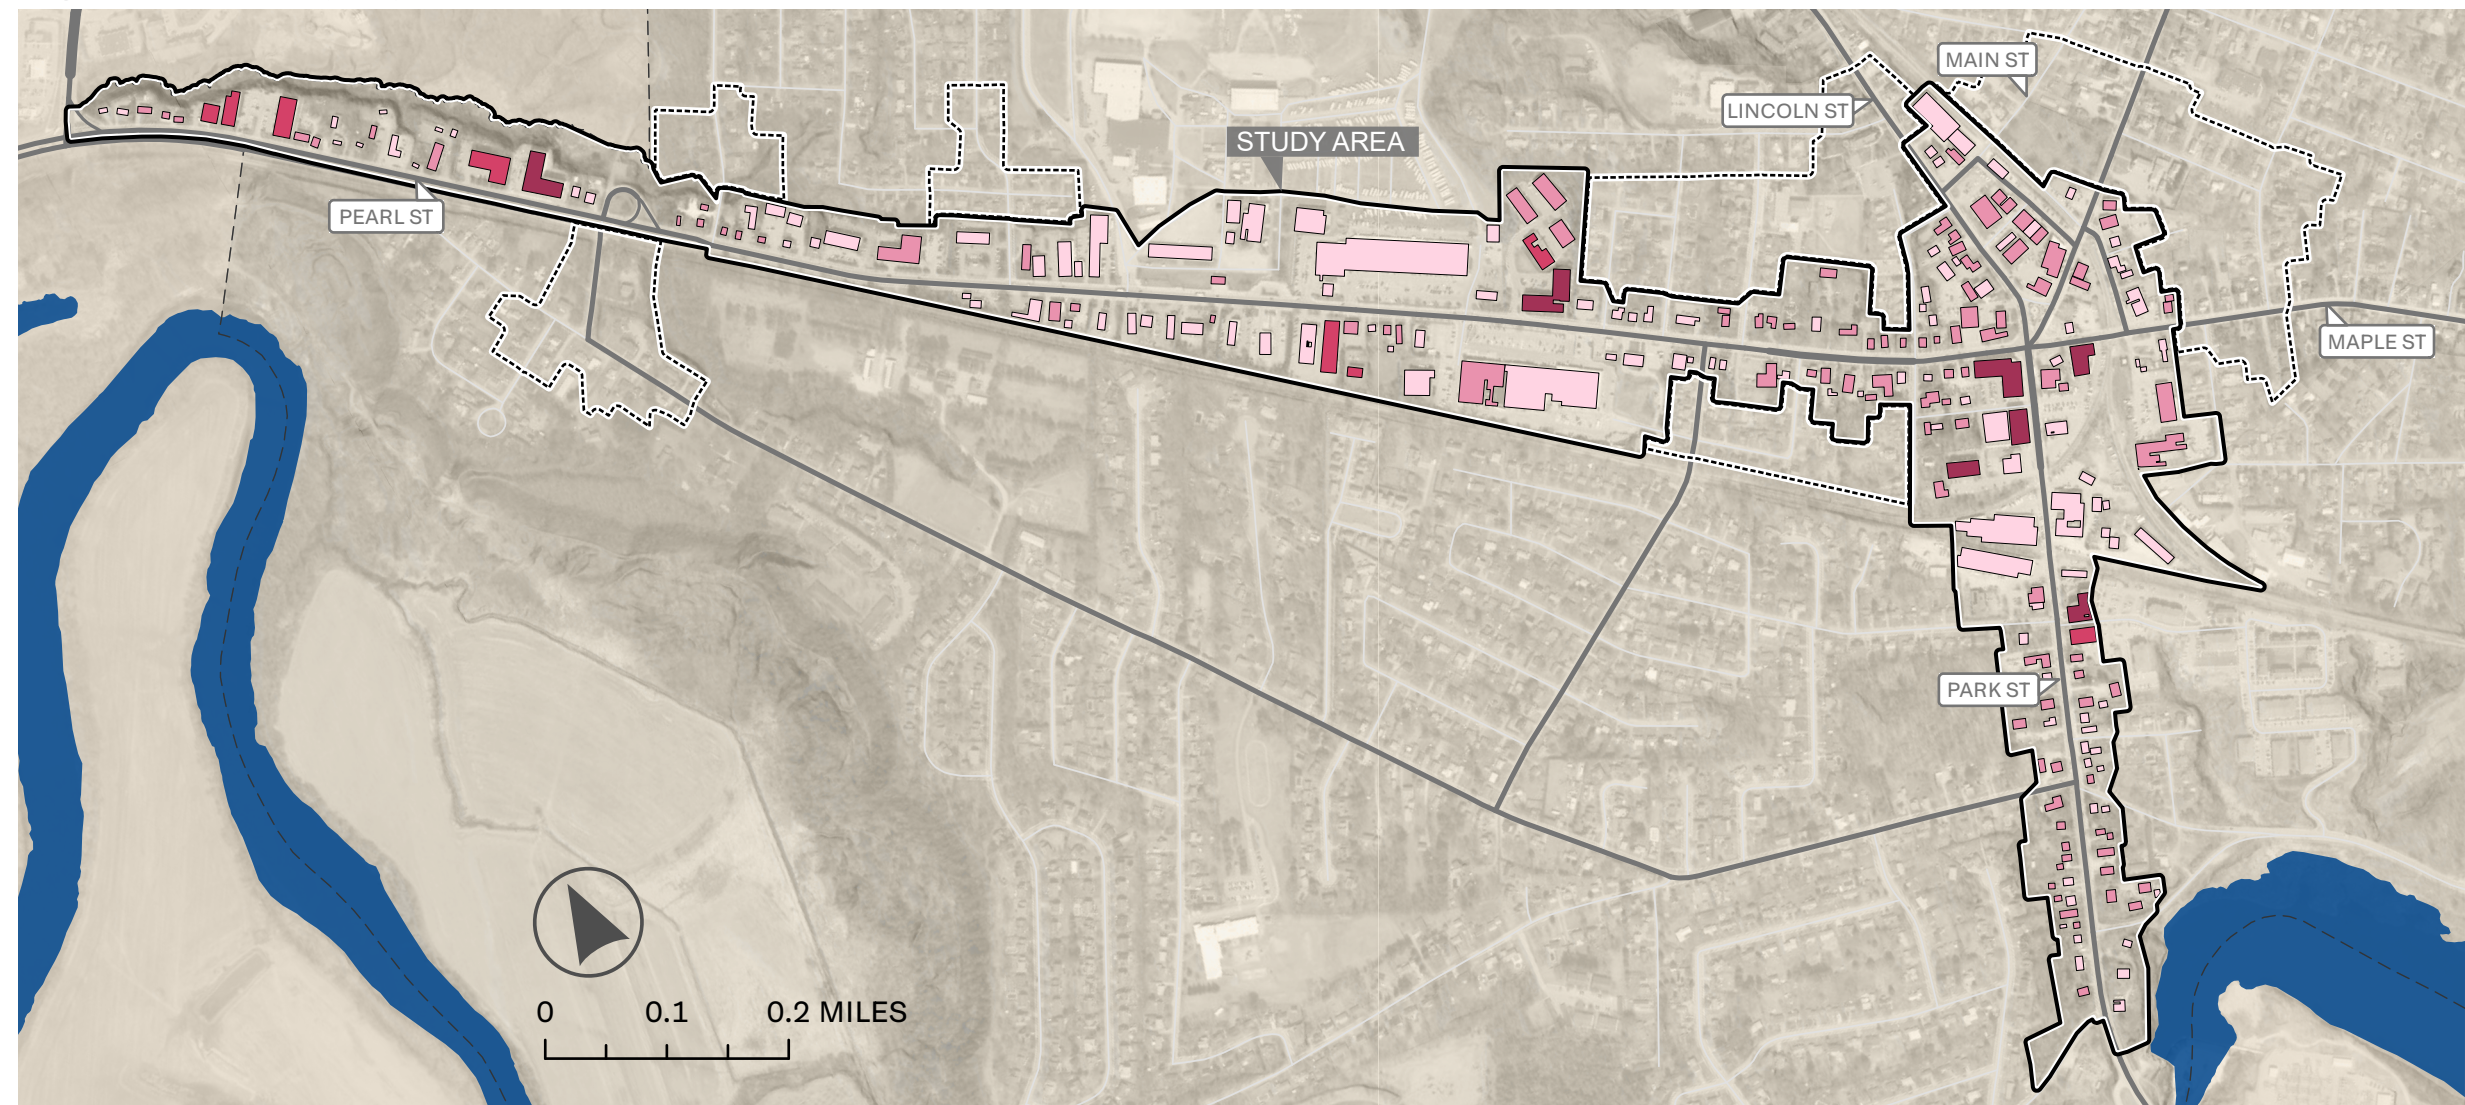 MAIN ST
LINCOLN ST
STUDY AREA
PEARL ST
MAPLE ST
PARK ST
0 0.1 0.2 MILES